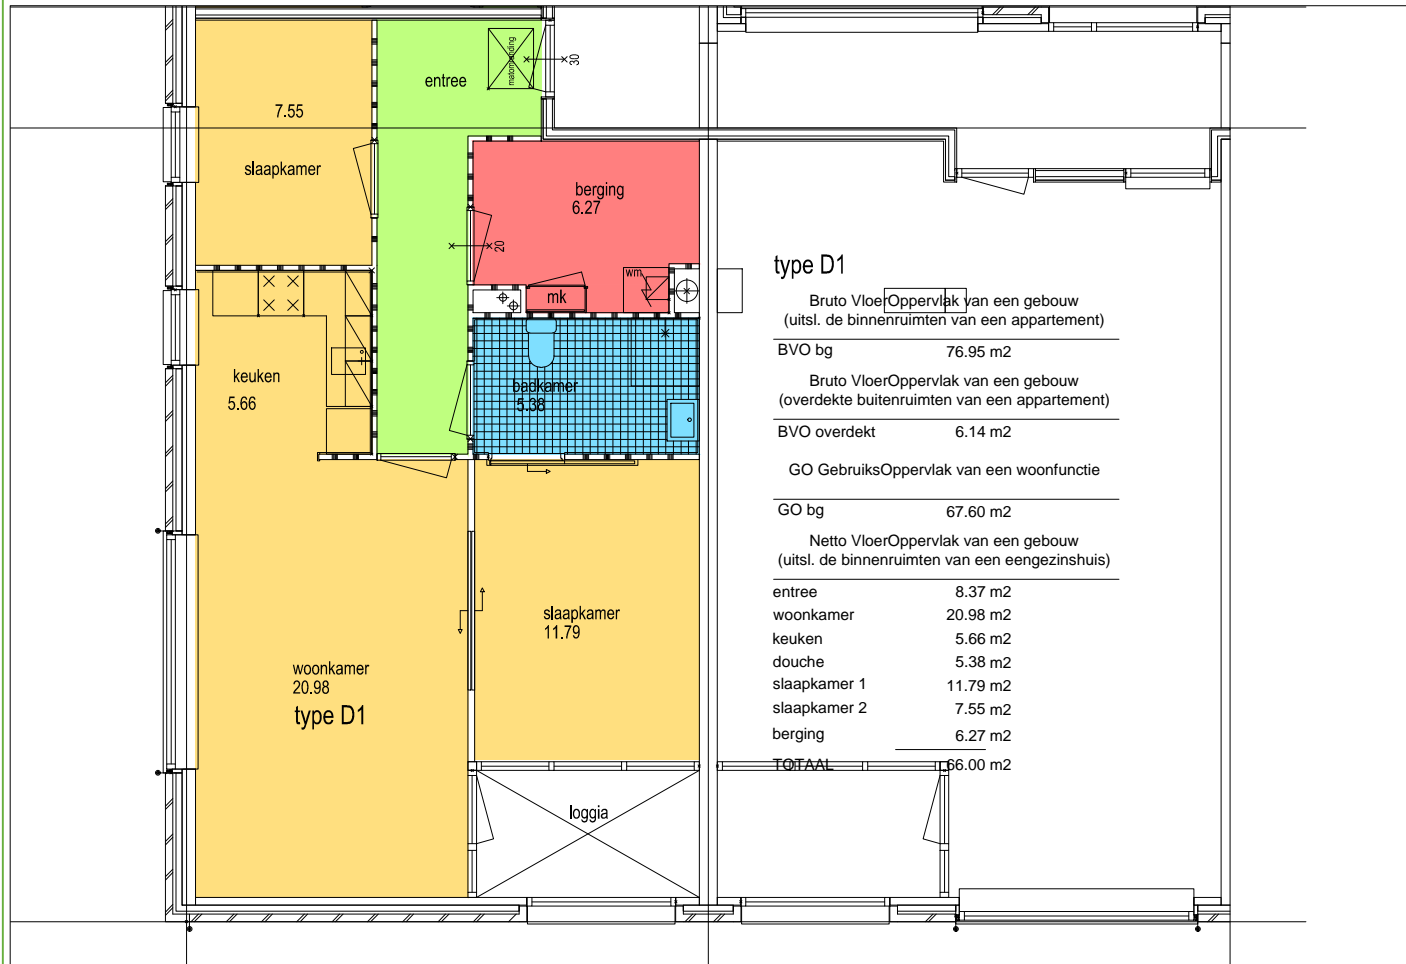 entree
matomranding
30
7.55
slaapkamer
berging
6.27
20
wm
mk
keuken
5.66
badkamer
5.38
slaapkamer
11.79
woonkamer
20.98
type D1
loggia
type D1
Bruto VloerOppervlak van een gebouw
(uitsl. de binnenruimten van een appartement)
BVO bg 76.95 m2
Bruto VloerOppervlak van een gebouw
(overdekte buitenruimten van een appartement)
BVO overdekt 6.14 m2
GO GebruiksOppervlak van een woonfunctie
GO bg 67.60 m2
Netto VloerOppervlak van een gebouw
(uitsl. de binnenruimten van een eengezinshuis)
entree 8.37 m2
woonkamer 20.98 m2
keuken 5.66 m2
douche 5.38 m2
slaapkamer 1 11.79 m2
slaapkamer 2 7.55 m2
berging 6.27 m2
TOTAAL 66.00 m2